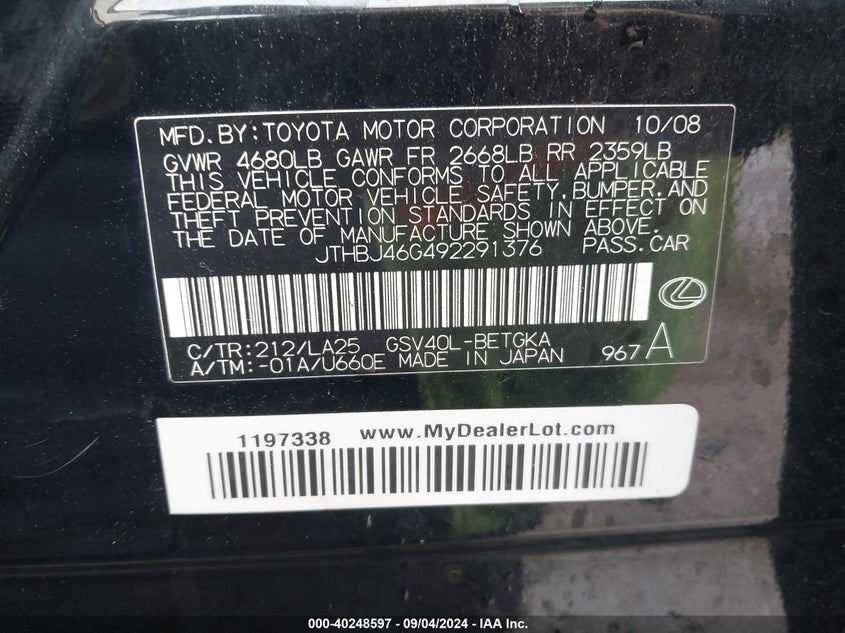 MFD.BY:TOYOTA MOTOR CORPORATION 10/08
GVWR 4680LB GAWR FR 2668LB RR 2359LB
THIS VEHICLE CONFORMS TO ALL APPLICABLE
FEDERAL MOTOR VEHICLE SAFETY,BUMPER,AND
THEFT PREVENTION STANDARDS IN EFFECT ON
THE DATE OF MANUFACTURE SHOWN ABOVE.
JTHBJ46G492291376 PASS.CAR
C/TR:212/LA25 GSV40L-BETGKA
A/TM:-01A/U660E MADE IN JAPAN 967 A
1197338 www.MyDealerLot.com
000-40248597 - 09/04/2024 - IAA Inc.